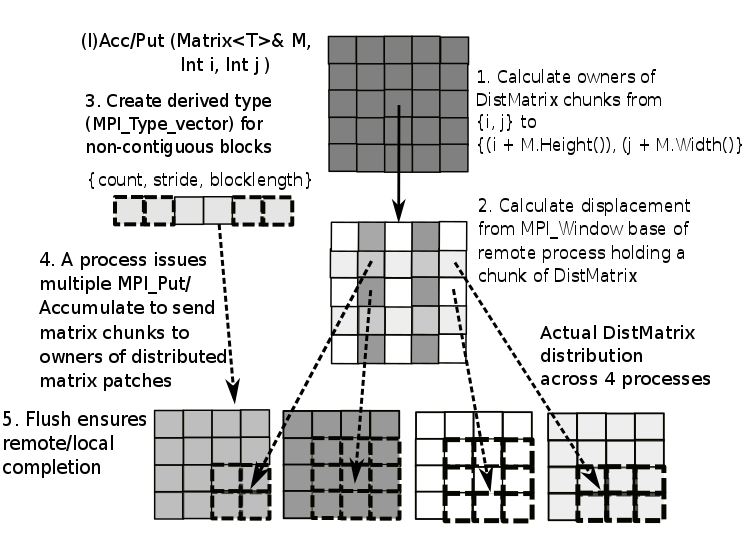 (I)Acc/Put (Matrix<T>& M,
Int i, Int j )
3. Create derived type
(MPI_Type_vector) for
non-contiguous blocks
{count, stride, blocklength}
1. Calculate owners of
DistMatrix chunks from
{i, j} to
{(i + M.Height()), (j + M.Width()}
2. Calculate displacement
from MPI_Window base of
remote process holding a
chunk of DistMatrix
4. A process issues
multiple MPI_Put/
Accumulate to send
matrix chunks to
owners of distributed
matrix patches
Actual DistMatrix
distribution
across 4 processes
5. Flush ensures
remote/local
completion